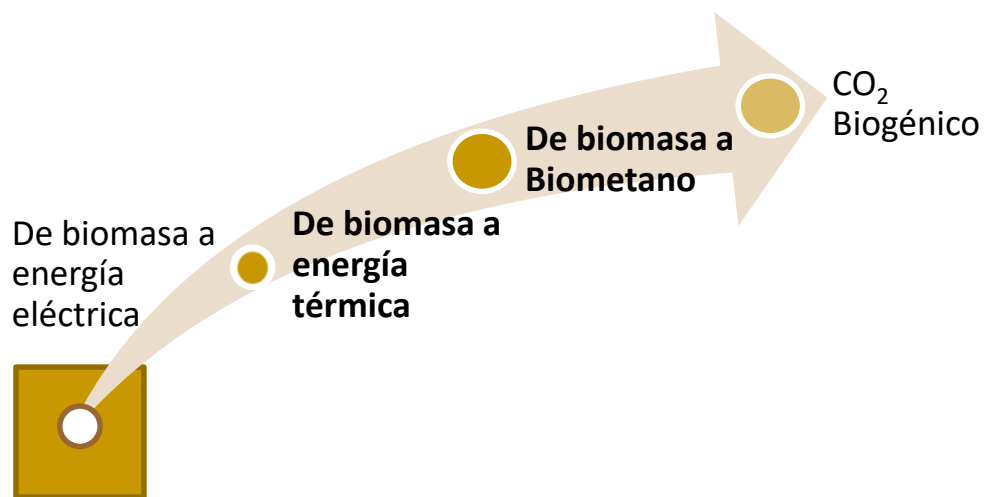 De biomasa a
energía
eléctrica
De biomasa a
energía
térmica
De biomasa a
Biometano
CO₂
Biogénico